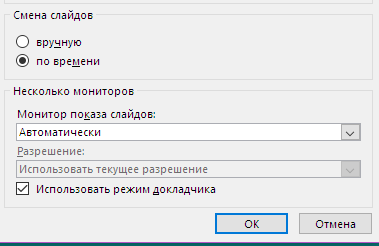 Смена слайдов
вручную
по времени
Несколько мониторов
Монитор показа слайдов:
Автоматически
Разрешение:
Использовать текущее разрешение
Использовать режим докладчика
ОК
Отмена